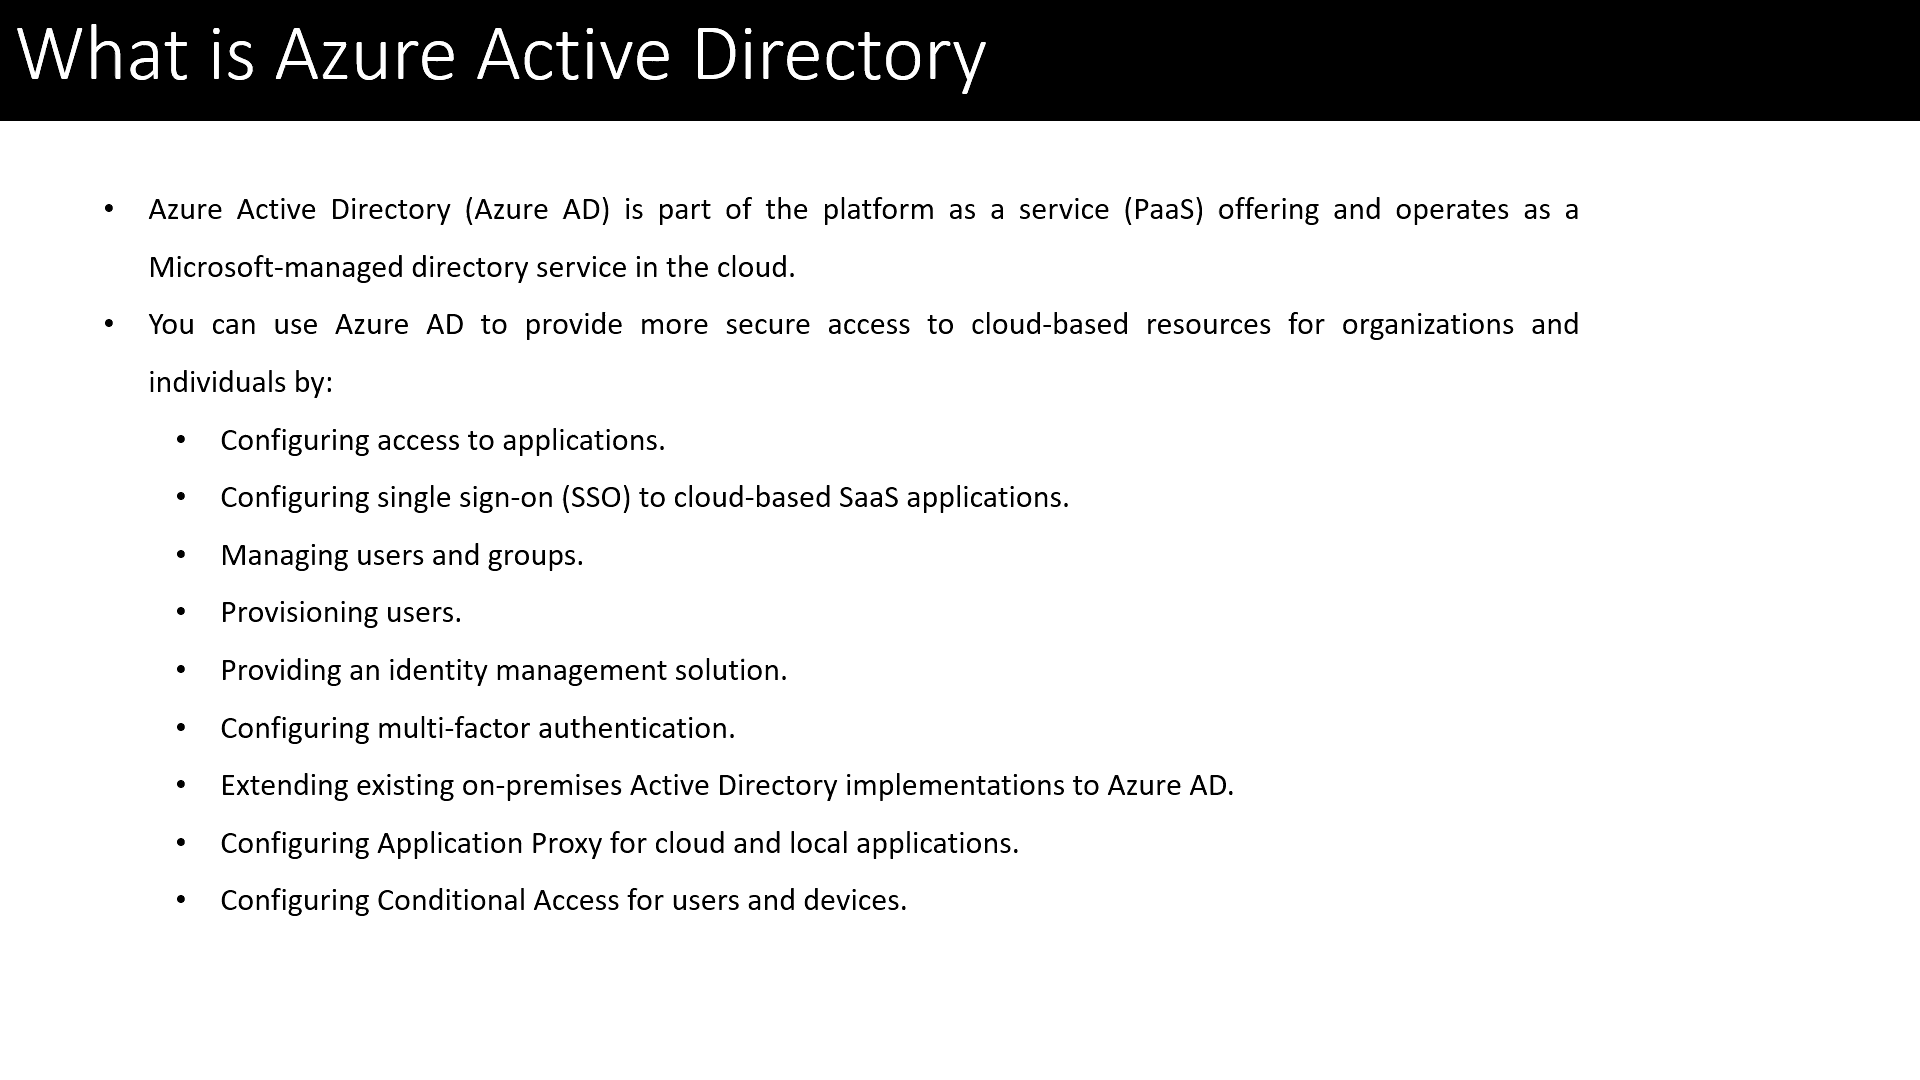 What is Azure Active Directory
• Azure Active Directory (Azure AD) is part of the platform as a service (PaaS) offering and operates as a
Microsoft-managed directory service in the cloud.
• You can use Azure AD to provide more secure access to cloud-based resources for organizations and
individuals by:
• Configuring access to applications.
• Configuring single sign-on (SSO) to cloud-based SaaS applications.
• Managing users and groups.
• Provisioning users.
• Providing an identity management solution.
• Configuring multi-factor authentication.
• Extending existing on-premises Active Directory implementations to Azure AD.
• Configuring Application Proxy for cloud and local applications.
• Configuring Conditional Access for users and devices.